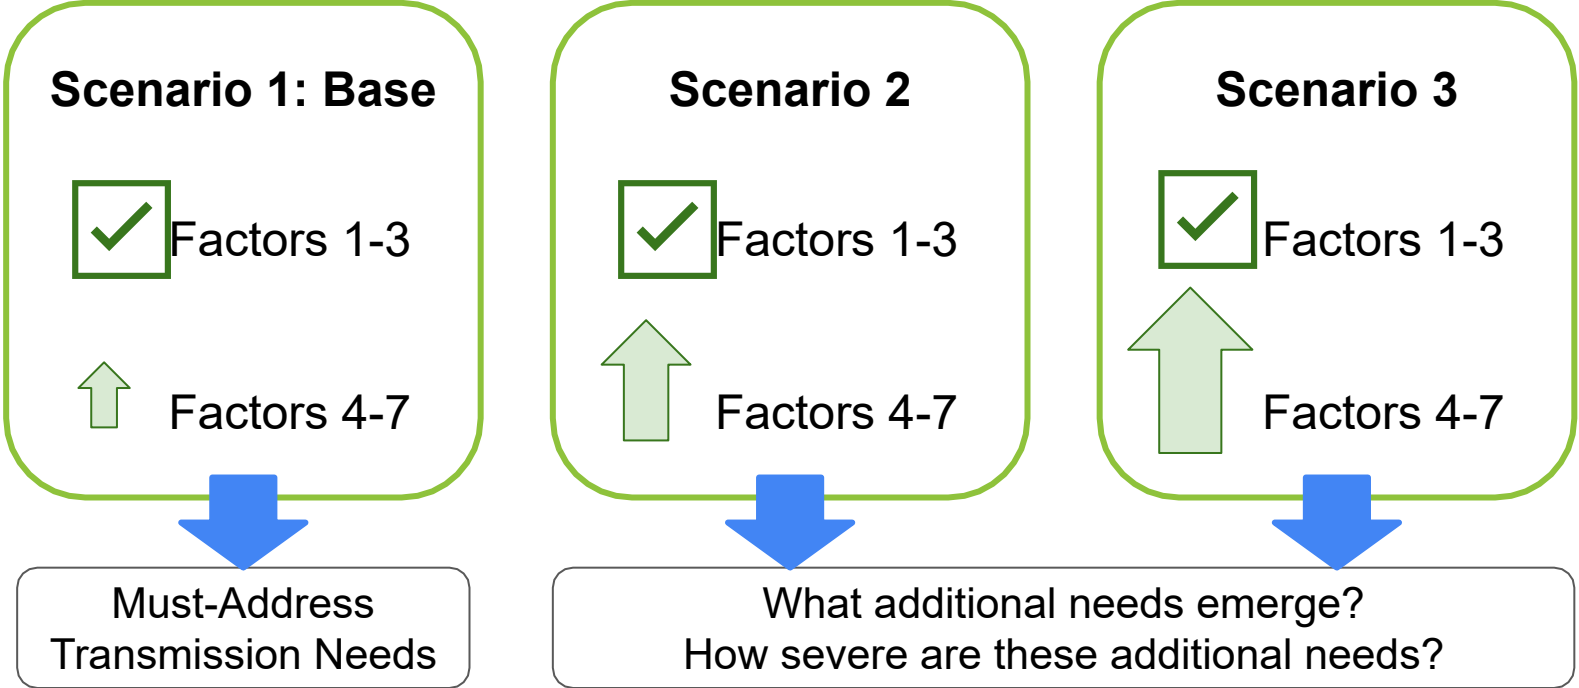 Scenario 1: Base
Factors 1-3
Factors 4-7
Must-Address
Transmission Needs
Scenario 2
Factors 1-3
Factors 4-7
Scenario 3
Factors 1-3
Factors 4-7
What additional needs emerge?
How severe are these additional needs?